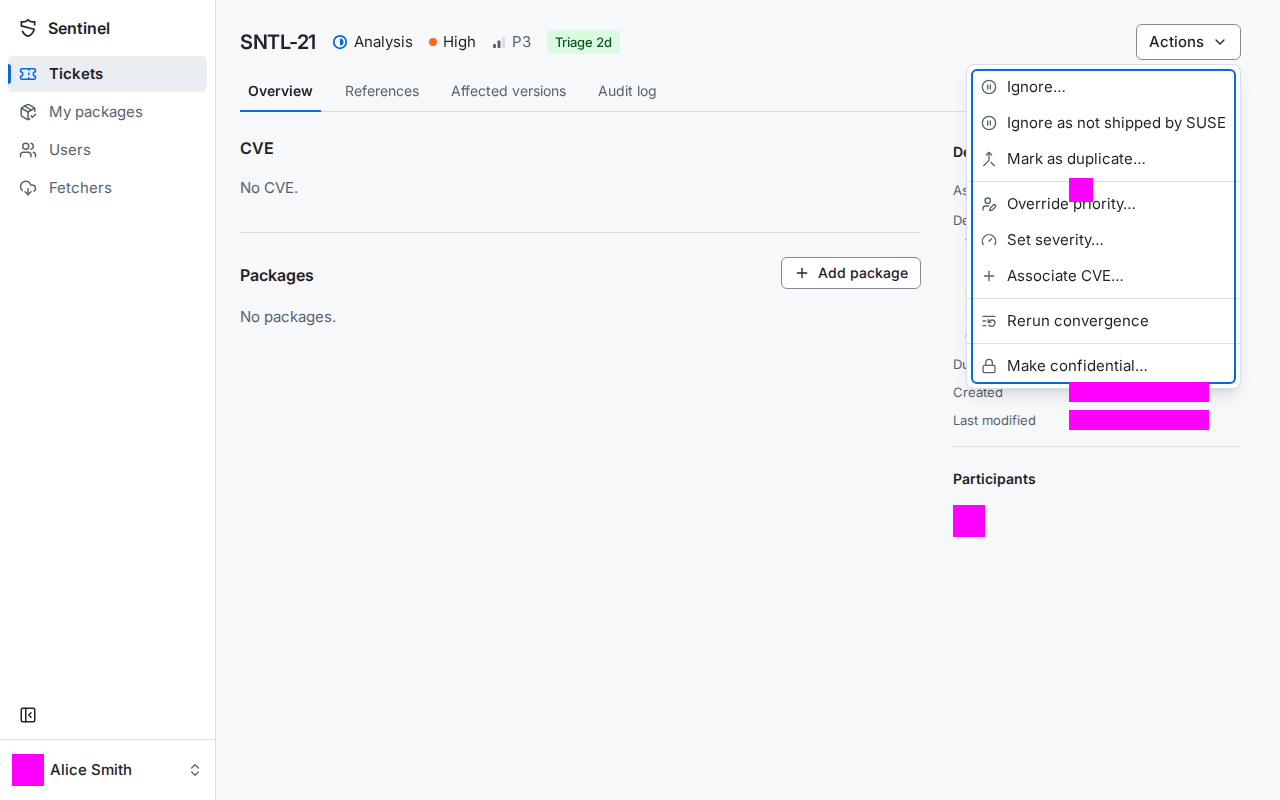 Sentinel
Tickets
My packages
Users
Fetchers
Alice Smith
SNTL-21
Analysis
High
P3
Triage 2d
Actions
Overview
References
Affected versions
Audit log
CVE
No CVE.
Packages
Add package
No packages.
Ignore...
Ignore as not shipped by SUSE
Mark as duplicate...
Override priority...
Set severity...
Associate CVE...
Rerun convergence
Make confidential...
Created
Last modified
Participants